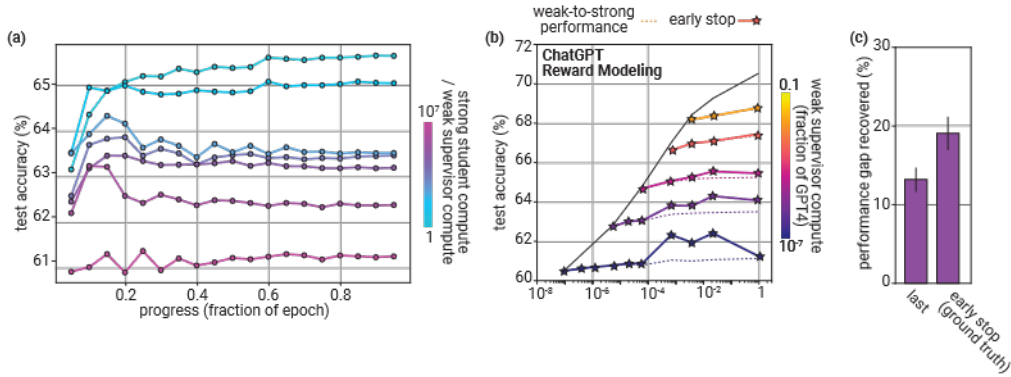 weak-to-strong
performance
early stop
(a)
test accuracy (%)
65
64
63
62
61
0.2
0.4
0.6
0.8
progress (fraction of epoch)
10⁷
1
strong student compute
/ weak supervisor compute
(b)
ChatGPT
Reward Modeling
test accuracy (%)
72
70
68
66
64
62
60
10⁻⁸
10⁻⁶
10⁻⁴
10⁻²
1
0.1
10⁻⁷
weak supervisor compute
(fraction of GPT4)
(c)
performance gap recovered (%)
30
20
10
0
last
early stop
(ground truth)